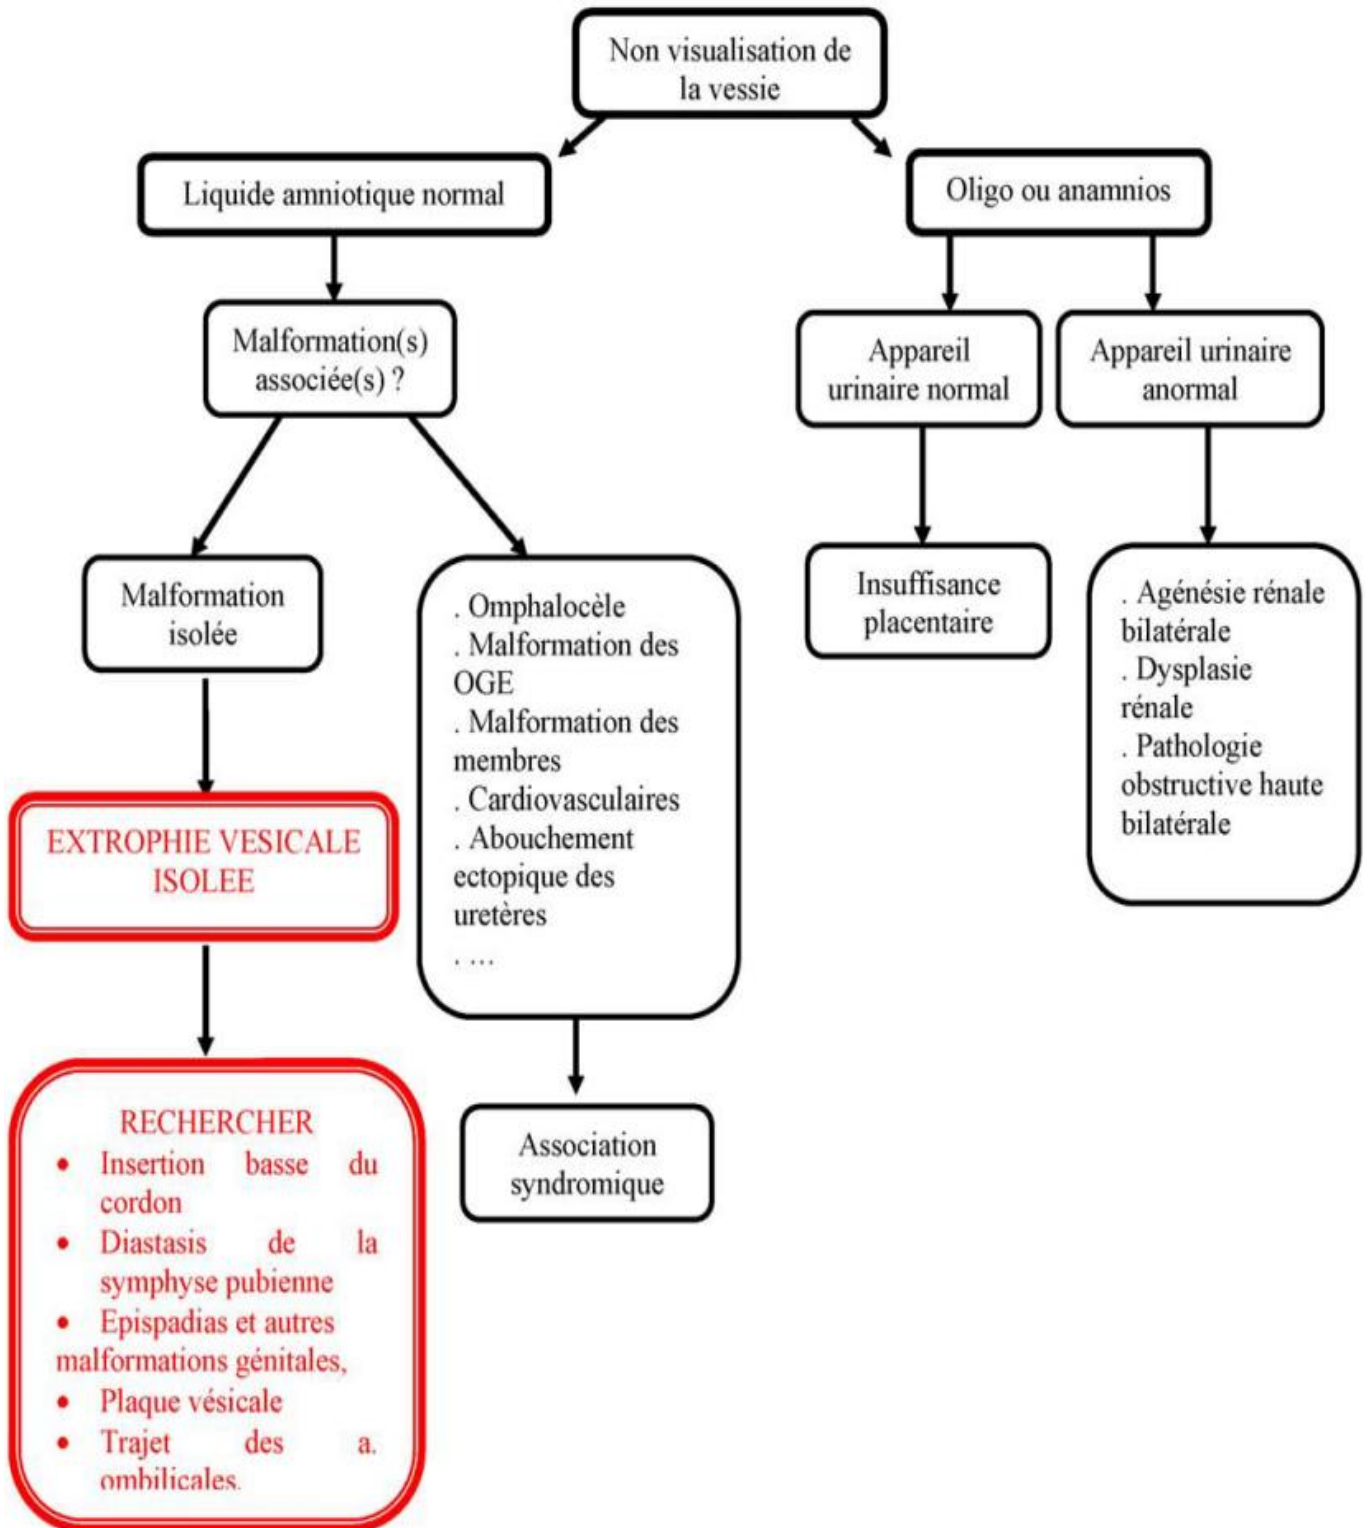 Non visualisation de
la vessie
Liquide amniotique normal
Oligo ou anamnios
Malformation(s)
associée(s) ?
Appareil
urinaire normal
Appareil urinaire
anormal
Malformation
isolée
. Omphalocèle
. Malformation des
OGE
. Malformation des
membres
. Cardiovasculaires
. Abouchement
ectopique des
uretères
. ...
Insuffisance
placentaire
. Agénésie rénale
bilatérale
. Dysplasie
rénale
. Pathologie
obstructive haute
bilatérale
EXTROPHIE VESICALE
ISOLEE
Association
syndromique
RECHERCHER
• Insertion basse du
cordon
• Diastasis de la
symphyse pubienne
• Epispadias et autres
malformations génitales,
• Plaque vésicale
• Trajet des a.
ombilicales.